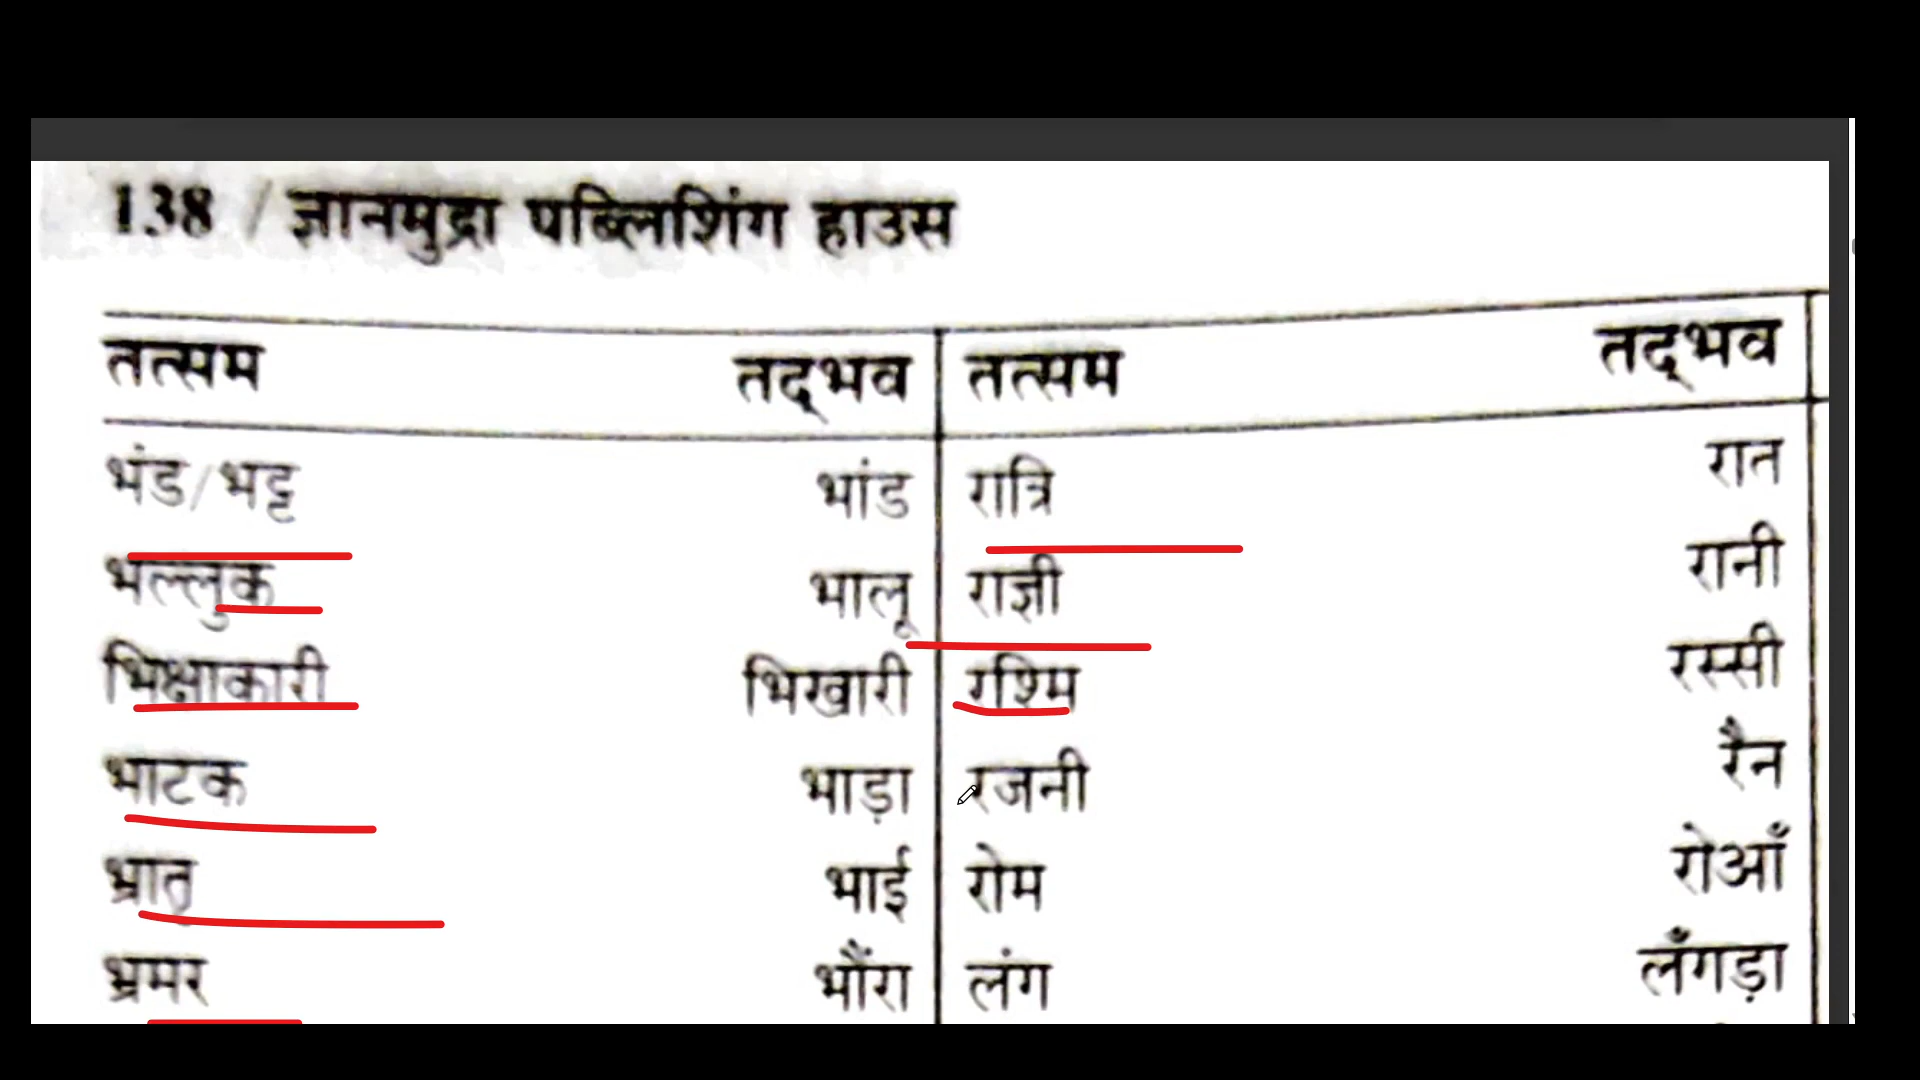 138 / ज्ञानमुद्रा पब्लिशिंग हाउस
तत्सम तद्‌भव तत्सम तद्‌भव
भंड/भट्ट भांड रात्रि रात
भल्लुक भालू राज्ञी रानी
भिक्षाकारी भिखारी रश्मि रस्सी
भाटक भाड़ा रजनी रैन
भ्रातृ भाई रोम रोआँ
भ्रमर भौंरा लंग लँगड़ा